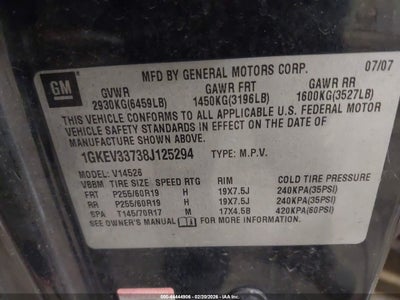 MFD BY GENERAL MOTORS CORP. 07/07
GM
GVWR GAWR FRT GAWR RR
2930KG(6459LB) 1450KG(3196LB) 1600KG(3527LB)
THIS VEHICLE CONFORMS TO ALL APPLICABLE U.S. FEDERAL MOTOR
VEHICLE SAFETY STANDARDS IN EFFECT ON THE DATE OF
MANUFACTURE SHOWN ABOVE.
1GKEV33738J125294 TYPE: M.P.V.
MODEL: V14526
VBBM TIRE SIZE SPEED RTG RIM COLD TIRE PRESSURE
FRT P255/60R19 H 19X7.5J 240KPA(35PSI)
RR P255/60R19 H 19X7.5J 240KPA(35PSI)
SPA T145/70R17 M 17X4.5B 420KPA(60PSI)
SEE OWNER'S MANUAL FOR MORE INFORMATION.